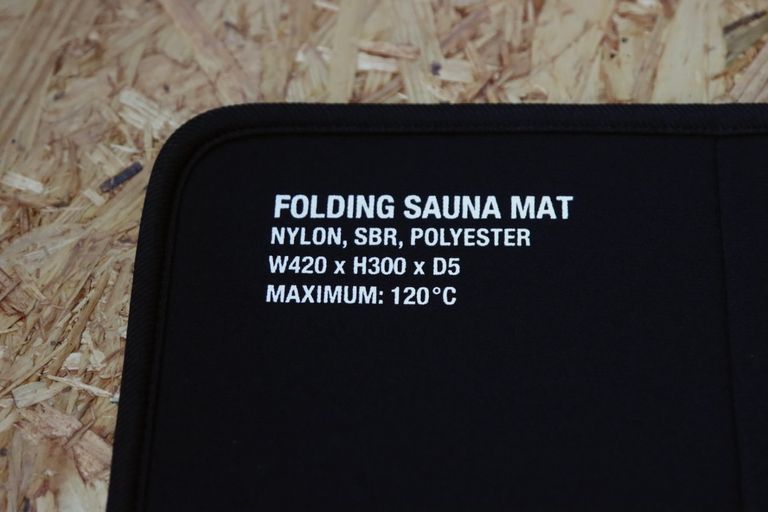 FOLDING SAUNA MAT
NYLON, SBR, POLYESTER
W420 x H300 x D5
MAXIMUM: 120°C